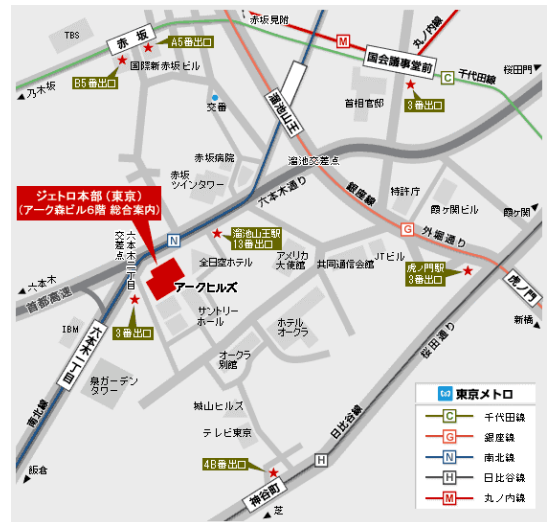 TBS
赤坂
A5番出口
B5番出口
国際新赤坂ビル
乃木坂
赤坂見附
M
丸ノ内線
国会議事堂前
C
千代田線
桜田門
3番出口
首相官邸
交番
溜池山王
赤坂病院
溜池交差点
赤坂
ツインタワー
六本木通り
銀座線
特許庁
霞ヶ関ビル
霞ヶ関
ジェトロ本部(東京)
(アーク森ビル6階 総合案内)
N
溜池山王駅
13番出口
G
外堀通り
六本木二丁目
交差点
全日空ホテル
アメリカ
大使館
共同通信会館
JTビル
虎ノ門駅
3番出口
虎ノ門
六本木
首都高速
アークヒルズ
サントリー
ホール
3番出口
新橋
IBM
六本木一丁目
ホテル
オークラ
桜田通り
オークラ
別館
泉ガーデン
タワー
南北線
城山ヒルズ
テレビ東京
日比谷線
4B番出口
H
飯倉
神谷町
芝
東京メトロ
C 千代田線
G 銀座線
N 南北線
H 日比谷線
M 丸ノ内線